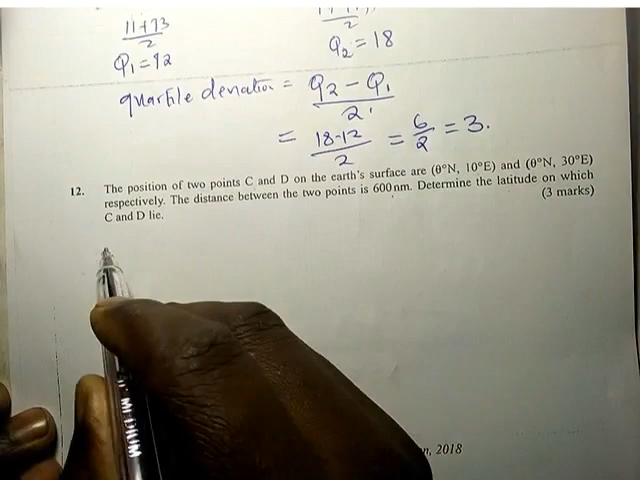 11+13
2
Q₁=12
2
Q₂=18
quartile deviation = Q₂ − Q₁
2
= 18-12 = 6 = 3.
2 2
12. The position of two points C and D on the earth's surface are (θ°N, 10°E) and (θ°N, 30°E)
respectively. The distance between the two points is 600nm. Determine the latitude on which
C and D lie. (3 marks)
MEDIUM
2018